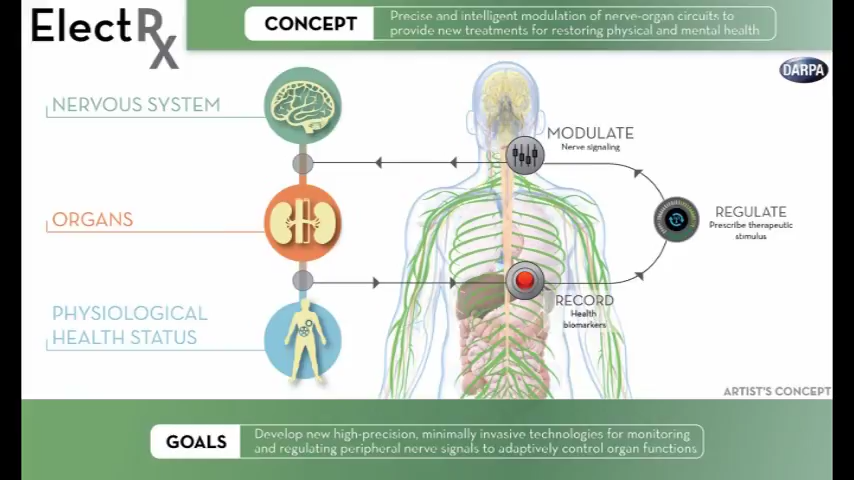 ElectRx
CONCEPT
Precise and intelligent modulation of nerve-organ circuits to
provide new treatments for restoring physical and mental health
DARPA
NERVOUS SYSTEM
MODULATE
Nerve signaling
ORGANS
REGULATE
Prescribe therapeutic
stimulus
RECORD
Health
biomarkers
PHYSIOLOGICAL
HEALTH STATUS
ARTIST'S CONCEPT
GOALS
Develop new high-precision, minimally invasive technologies for monitoring
and regulating peripheral nerve signals to adaptively control organ functions